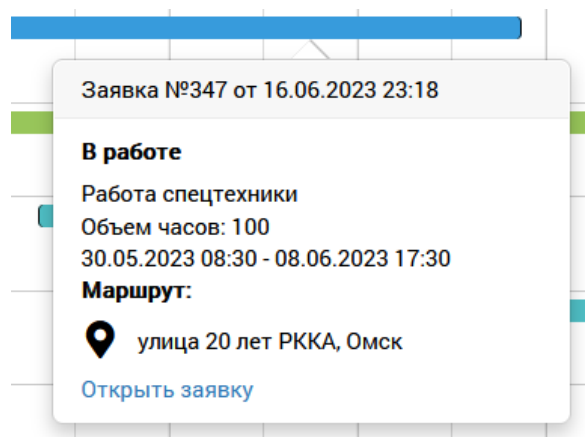 Заявка №347 от 16.06.2023 23:18
В работе
Работа спецтехники
Объем часов: 100
30.05.2023 08:30 - 08.06.2023 17:30
Маршрут:
улица 20 лет РККА, Омск
Открыть заявку